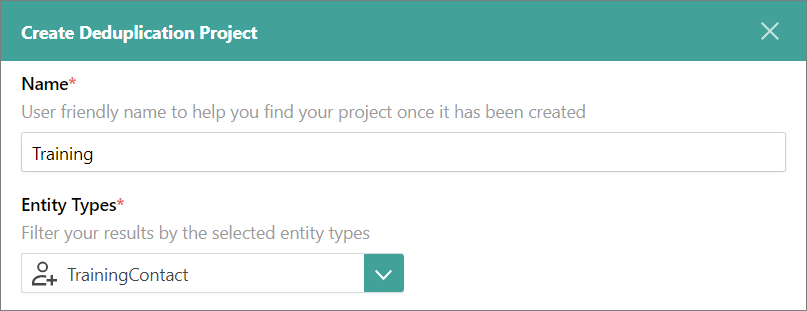 Create Deduplication Project
Name*
User friendly name to help you find your project once it has been created
Training
Entity Types*
Filter your results by the selected entity types
TrainingContact